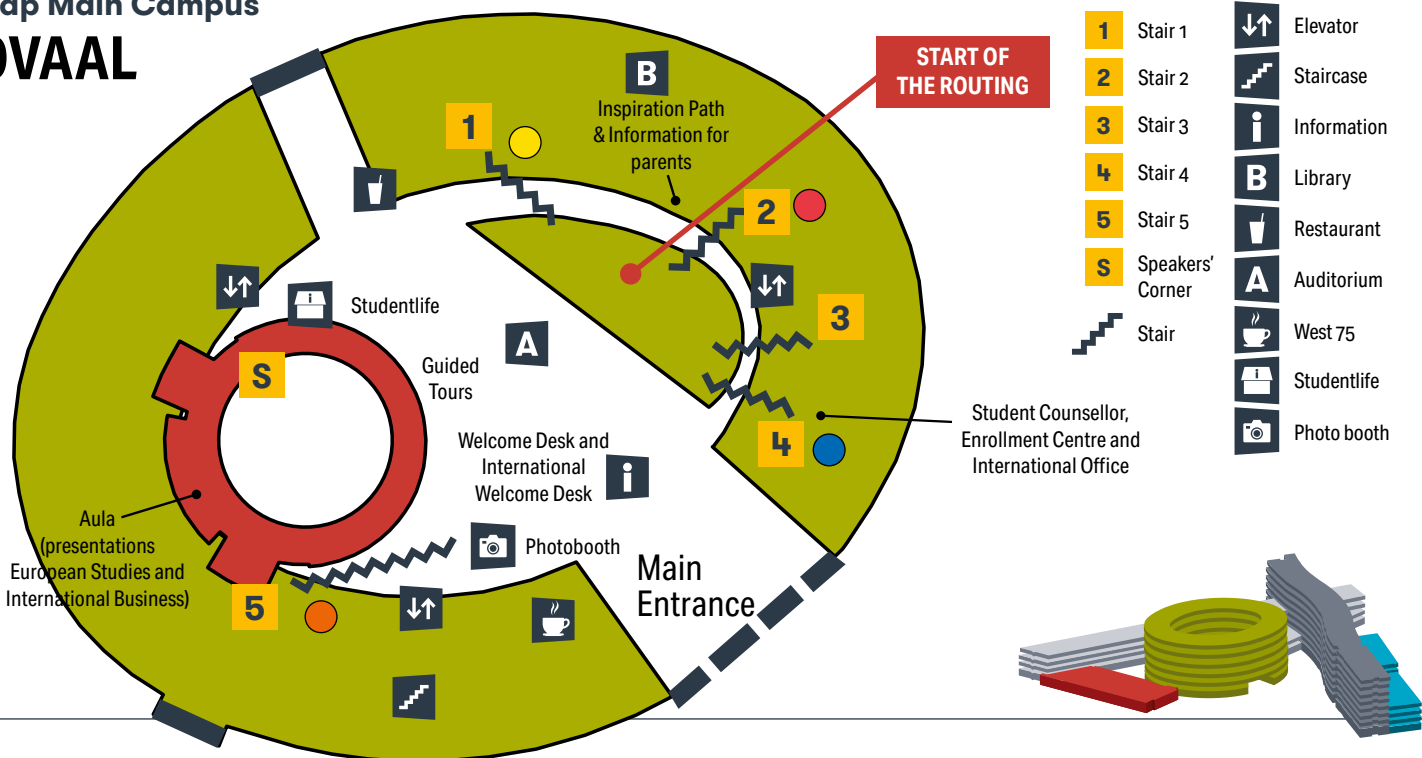 ap Main Campus
OVAAL
START OF
THE ROUTING
B
Inspiration Path
& Information for
parents
1
2
3
4
5
S
Studentlife
A
Guided
Tours
Welcome Desk and
International
Welcome Desk
i
Photobooth
Main
Entrance
Aula
(presentations
European Studies and
International Business)
Student Counsellor,
Enrollment Centre and
International Office
1 Stair 1
2 Stair 2
3 Stair 3
4 Stair 4
5 Stair 5
S Speakers'
Corner
Stair
Elevator
Staircase
i Information
B Library
Restaurant
A Auditorium
West 75
i Studentlife
Photo booth